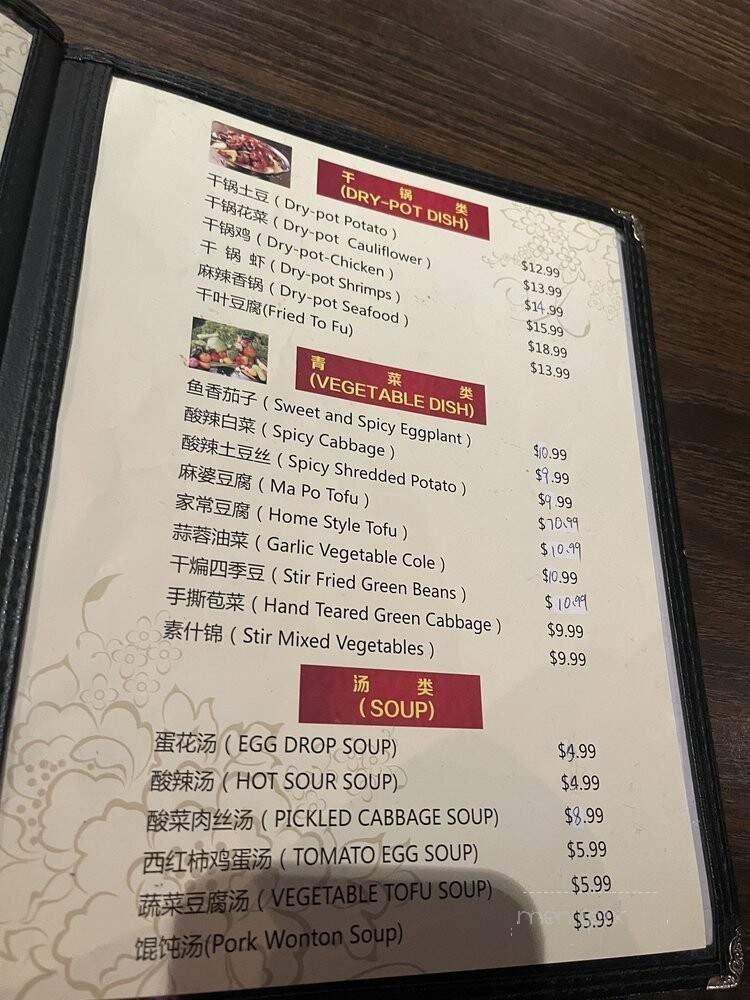 干 锅 类
(DRY-POT DISH)
干锅土豆 ( Dry-pot Potato ) $12.99
干锅花菜 ( Dry-pot Cauliflower ) $13.99
干锅鸡 ( Dry-pot-Chicken ) $14.99
干 锅 虾 ( Dry-pot Shrimps ) $15.99
麻辣香锅 ( Dry-pot Seafood ) $18.99
干叶豆腐(Fried To Fu) $13.99
青 菜 类
(VEGETABLE DISH)
鱼香茄子 ( Sweet and Spicy Eggplant ) $10.99
酸辣白菜 ( Spicy Cabbage ) $9.99
酸辣土豆丝 ( Spicy Shredded Potato ) $9.99
麻婆豆腐 ( Ma Po Tofu ) $10.99
家常豆腐 ( Home Style Tofu ) $10.99
蒜蓉油菜 ( Garlic Vegetable Cole ) $10.99
干煸四季豆 ( Stir Fried Green Beans ) $10.99
手撕苞菜 ( Hand Teared Green Cabbage ) $9.99
素什锦 ( Stir Mixed Vegetables ) $9.99
汤 类
( SOUP)
蛋花汤 ( EGG DROP SOUP) $4.99
酸辣汤 ( HOT SOUR SOUP) $4.99
酸菜肉丝汤 ( PICKLED CABBAGE SOUP) $8.99
西红柿鸡蛋汤 ( TOMATO EGG SOUP) $5.99
蔬菜豆腐汤 ( VEGETABLE TOFU SOUP) $5.99
馄饨汤(Pork Wonton Soup) $5.99